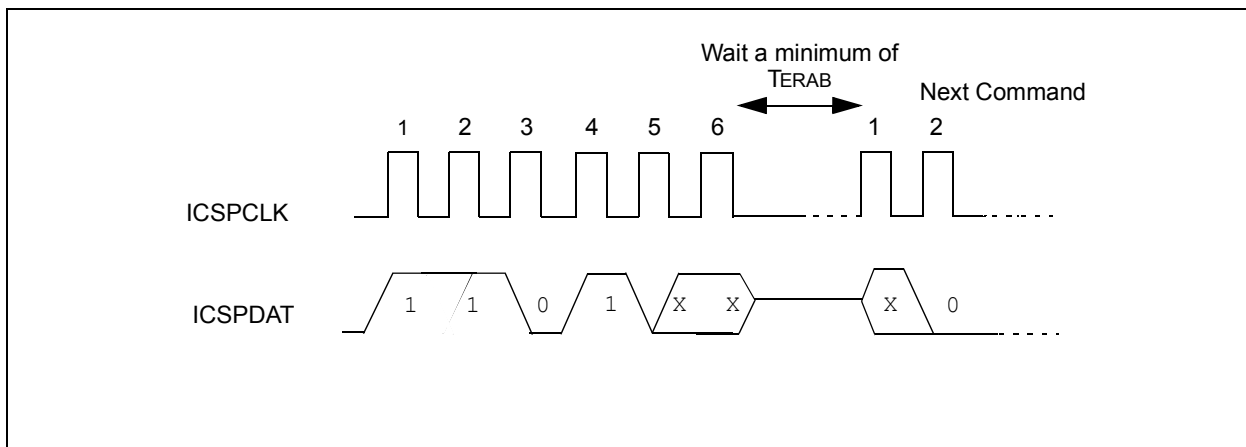 Wait a minimum of
TERAB
Next Command
1 2 3 4 5 6 1 2
ICSPCLK
ICSPDAT
1 1 0 1 X X X 0